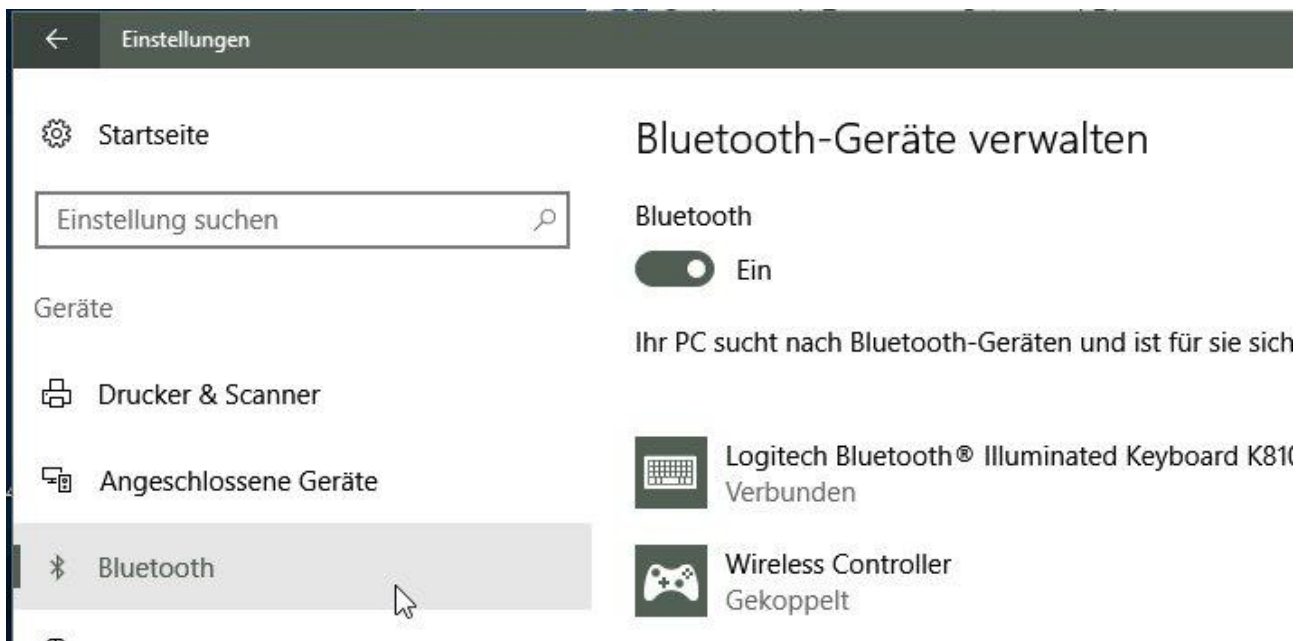 Einstellungen
Startseite
Einstellung suchen
Geräte
Drucker & Scanner
Angeschlossene Geräte
Bluetooth
Bluetooth-Geräte verwalten
Bluetooth
Ein
Ihr PC sucht nach Bluetooth-Geräten und ist für sie sich
Logitech Bluetooth® Illuminated Keyboard K810
Verbunden
Wireless Controller
Gekoppelt